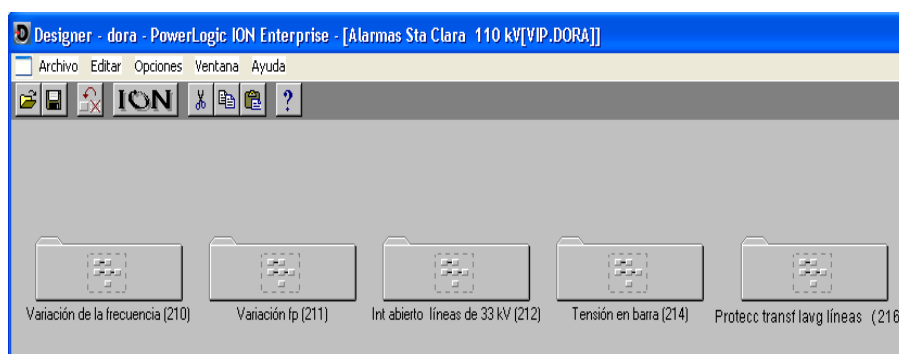 Designer - dora - PowerLogic ION Enterprise - [Alarmas Sta Clara 110 kV[VIP.DORA]]
Archivo Editar Opciones Ventana Ayuda
ION ?
Variación de la frecuencia (210) Variación fp (211) Int abierto líneas de 33 kV (212) Tensión en barra (214) Protecc transf lavg líneas (216